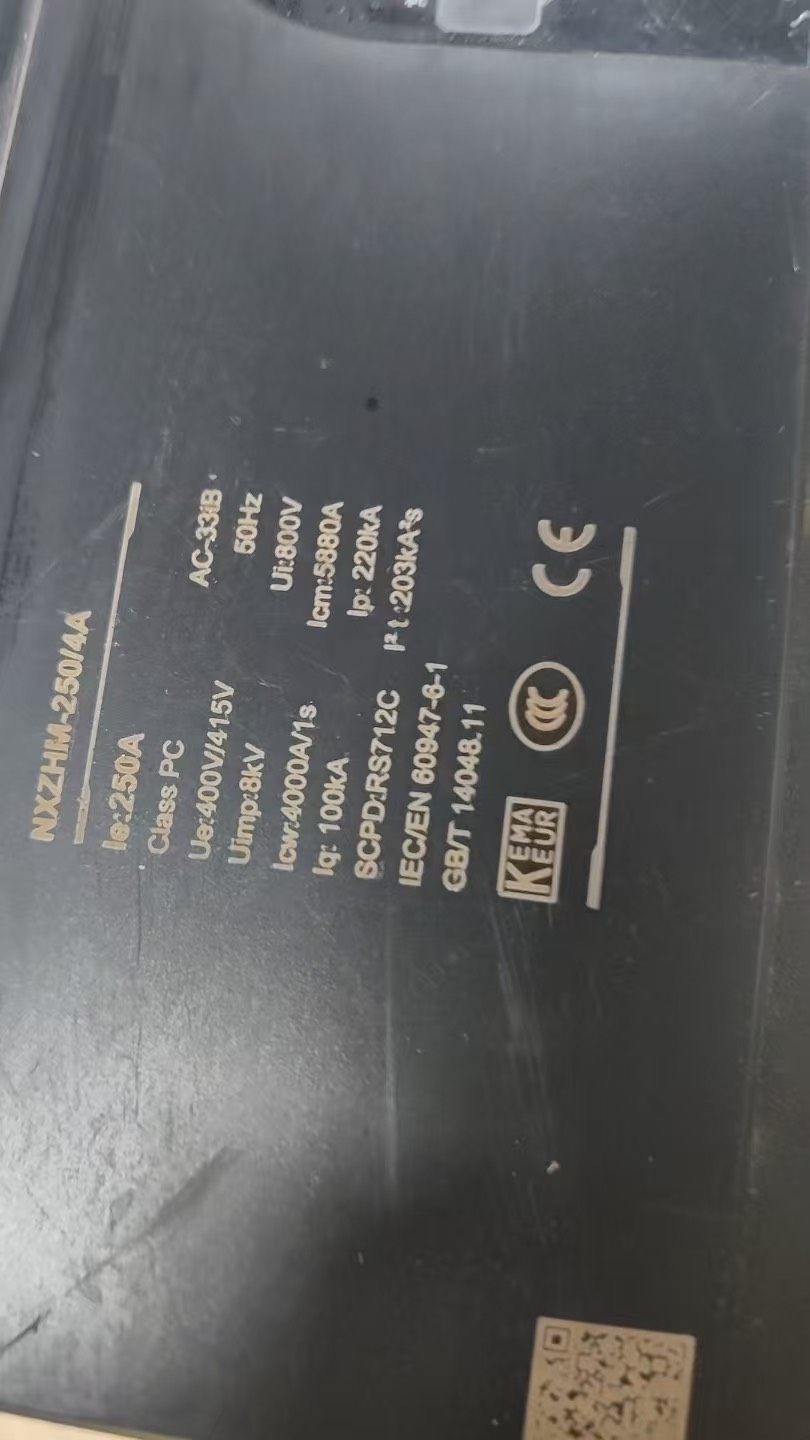 NXZHM-250/4A
Ie:250A
Class PC
Ue:400V/415V AC-33iB
Uimp:8kV 50Hz
Icw:4000A/1s Ui:800V
Iq: 100kA Icm:5880A
SCPD:RS712C Ip: 220kA
IEC/EN 60947-6-1 I²t:203kA²s
GB/T 14048.11
KEMA KEUR CCC CE